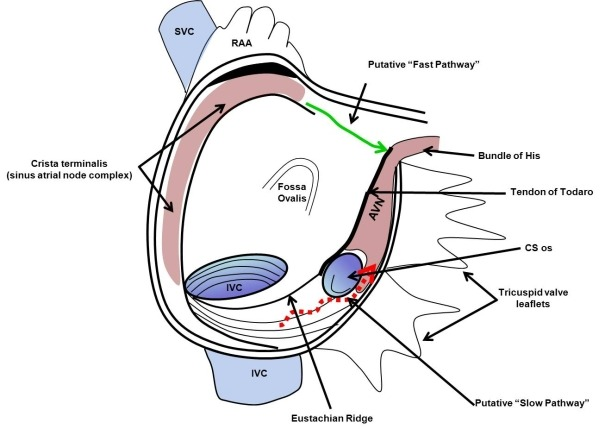 SVC
RAA
Putative “Fast Pathway”
Crista terminalis
(sinus atrial node complex)
Bundle of His
Fossa
Ovalis
Tendon of Todaro
AVN
CS os
IVC
Tricuspid valve
leaflets
IVC
Putative “Slow Pathway”
Eustachian Ridge